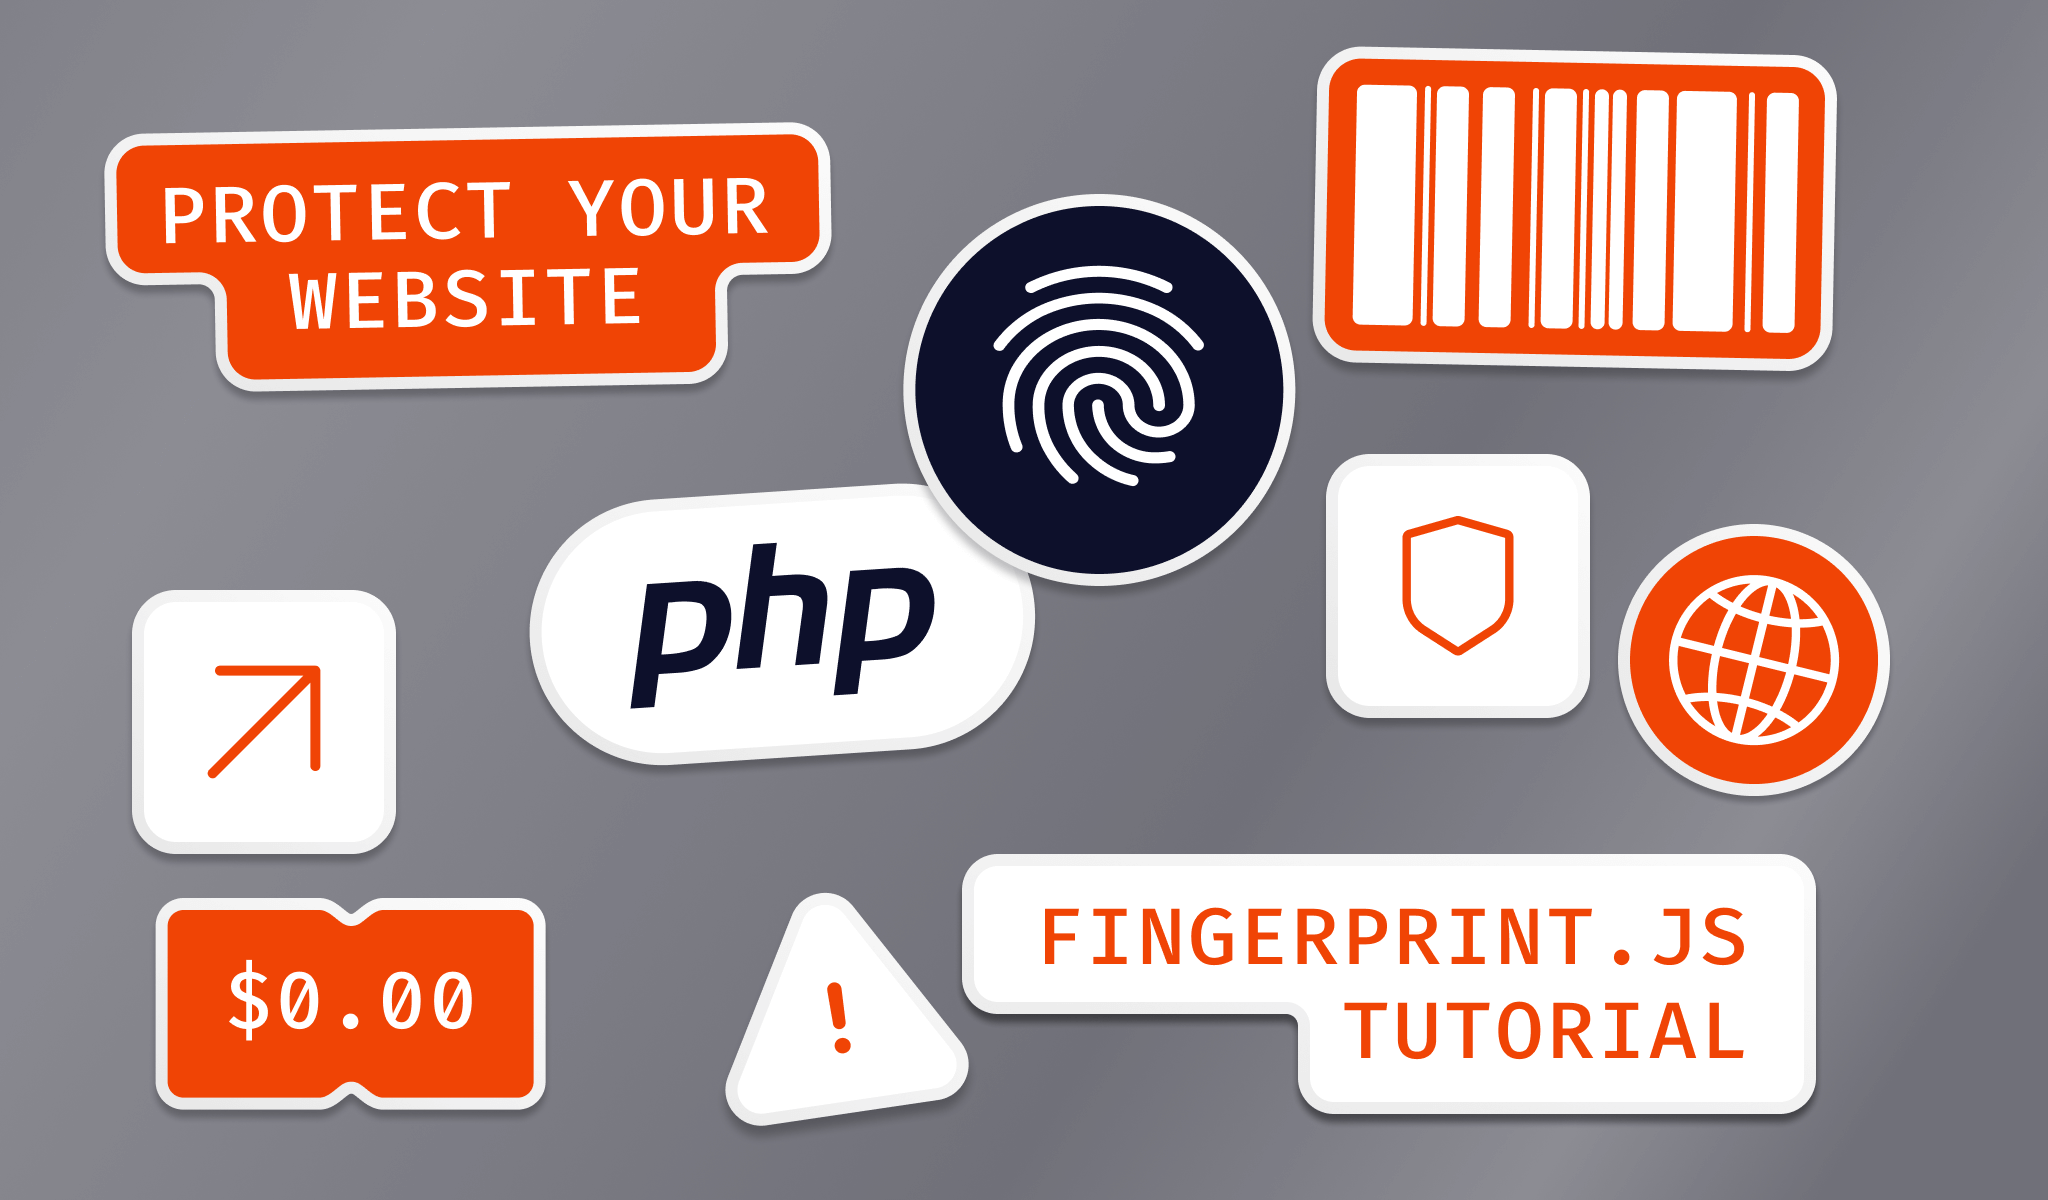 PROTECT YOUR
WEBSITE
php
$0.00
FINGERPRINT.JS
TUTORIAL